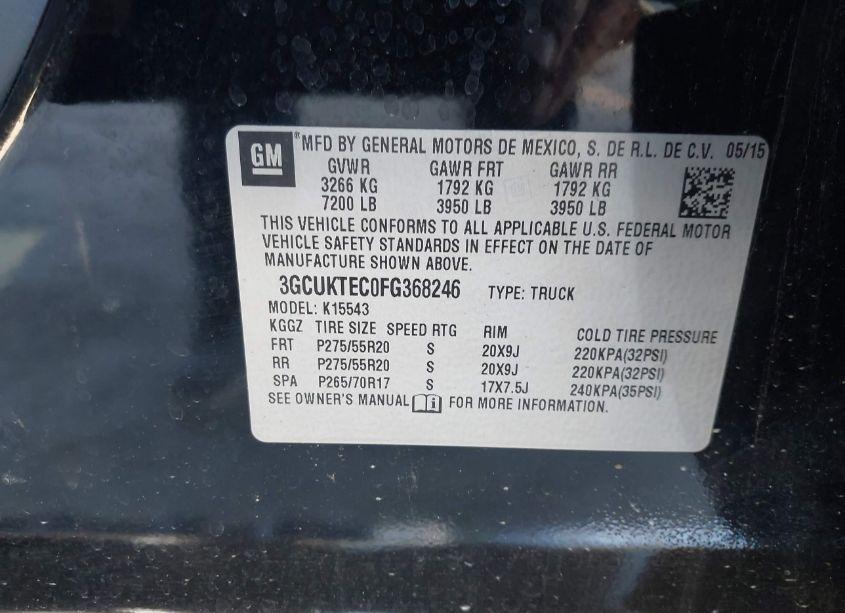 GM
®MFD BY GENERAL MOTORS DE MEXICO, S. DE R.L. DE C.V. 05/15
GVWR GAWR FRT GAWR RR
3266 KG 1792 KG 1792 KG
7200 LB 3950 LB 3950 LB
THIS VEHICLE CONFORMS TO ALL APPLICABLE U.S. FEDERAL MOTOR
VEHICLE SAFETY STANDARDS IN EFFECT ON THE DATE OF
MANUFACTURE SHOWN ABOVE.
3GCUKTEC0FG368246 TYPE: TRUCK
MODEL: K15543
KGGZ TIRE SIZE SPEED RTG RIM COLD TIRE PRESSURE
FRT P275/55R20 S 20X9J 220KPA(32PSI)
RR P275/55R20 S 20X9J 220KPA(32PSI)
SPA P265/70R17 S 17X7.5J 240KPA(35PSI)
SEE OWNER'S MANUAL FOR MORE INFORMATION.